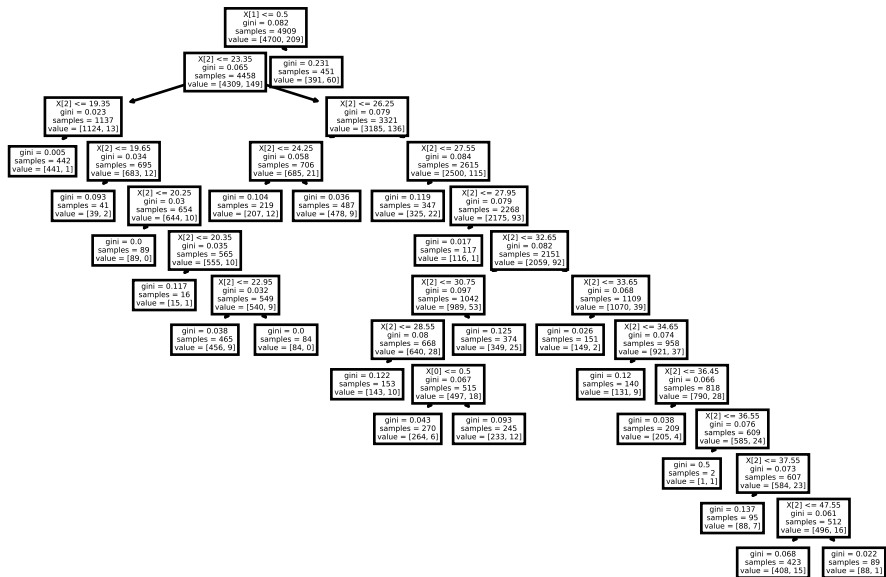 X[1] <= 0.5
gini = 0.082
samples = 4909
value = [4700, 209]
X[2] <= 23.35
gini = 0.065
samples = 4458
value = [4309, 149]
gini = 0.231
samples = 451
value = [391, 60]
X[2] <= 19.35
gini = 0.023
samples = 1137
value = [1124, 13]
X[2] <= 26.25
gini = 0.079
samples = 3321
value = [3185, 136]
gini = 0.005
samples = 442
value = [441, 1]
X[2] <= 19.65
gini = 0.034
samples = 695
value = [683, 12]
X[2] <= 24.25
gini = 0.058
samples = 706
value = [685, 21]
X[2] <= 27.55
gini = 0.084
samples = 2615
value = [2500, 115]
gini = 0.093
samples = 41
value = [39, 2]
X[2] <= 20.25
gini = 0.03
samples = 654
value = [644, 10]
gini = 0.104
samples = 219
value = [207, 12]
gini = 0.036
samples = 487
value = [478, 9]
gini = 0.119
samples = 347
value = [325, 22]
X[2] <= 27.95
gini = 0.079
samples = 2268
value = [2175, 93]
gini = 0.0
samples = 89
value = [89, 0]
X[2] <= 20.35
gini = 0.035
samples = 565
value = [555, 10]
gini = 0.017
samples = 117
value = [116, 1]
X[2] <= 32.65
gini = 0.082
samples = 2151
value = [2059, 92]
gini = 0.117
samples = 16
value = [15, 1]
X[2] <= 22.95
gini = 0.032
samples = 549
value = [540, 9]
X[2] <= 30.75
gini = 0.097
samples = 1042
value = [989, 53]
X[2] <= 33.65
gini = 0.068
samples = 1109
value = [1070, 39]
gini = 0.038
samples = 465
value = [456, 9]
gini = 0.0
samples = 84
value = [84, 0]
X[2] <= 28.55
gini = 0.08
samples = 668
value = [640, 28]
gini = 0.125
samples = 374
value = [349, 25]
gini = 0.026
samples = 151
value = [149, 2]
X[2] <= 34.65
gini = 0.074
samples = 958
value = [921, 37]
gini = 0.122
samples = 153
value = [143, 10]
X[0] <= 0.5
gini = 0.067
samples = 515
value = [497, 18]
gini = 0.12
samples = 140
value = [131, 9]
X[2] <= 36.45
gini = 0.066
samples = 818
value = [790, 28]
gini = 0.043
samples = 270
value = [264, 6]
gini = 0.093
samples = 245
value = [233, 12]
gini = 0.038
samples = 209
value = [205, 4]
X[2] <= 36.55
gini = 0.076
samples = 609
value = [585, 24]
gini = 0.5
samples = 2
value = [1, 1]
X[2] <= 37.55
gini = 0.073
samples = 607
value = [584, 23]
gini = 0.137
samples = 95
value = [88, 7]
X[2] <= 47.55
gini = 0.061
samples = 512
value = [496, 16]
gini = 0.068
samples = 423
value = [408, 15]
gini = 0.022
samples = 89
value = [88, 1]